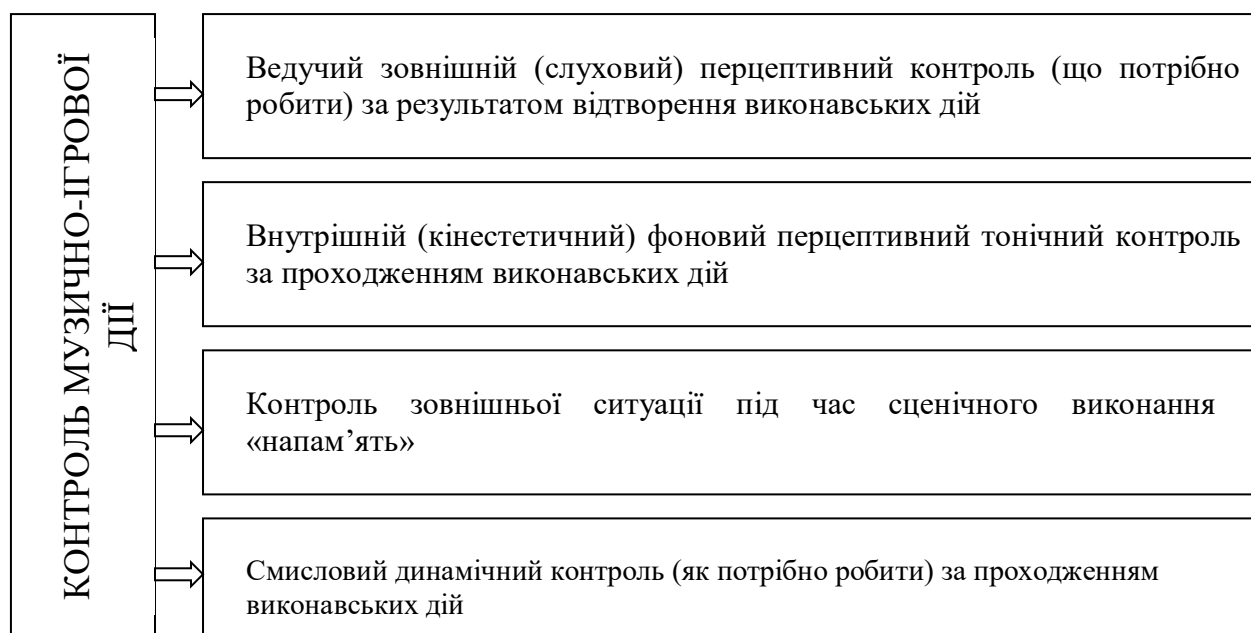 КОНТРОЛЬ МУЗИЧНО-ІГРОВОЇ
ДІЇ
Ведучий зовнішній (слуховий) перцептивний контроль (що потрібно
робити) за результатом відтворення виконавських дій
Внутрішній (кінестетичний) фоновий перцептивний тонічний контроль
за проходженням виконавських дій
Контроль зовнішньої ситуації під час сценічного виконання
«напам’ять»
Смисловий динамічний контроль (як потрібно робити) за проходженням
виконавських дій